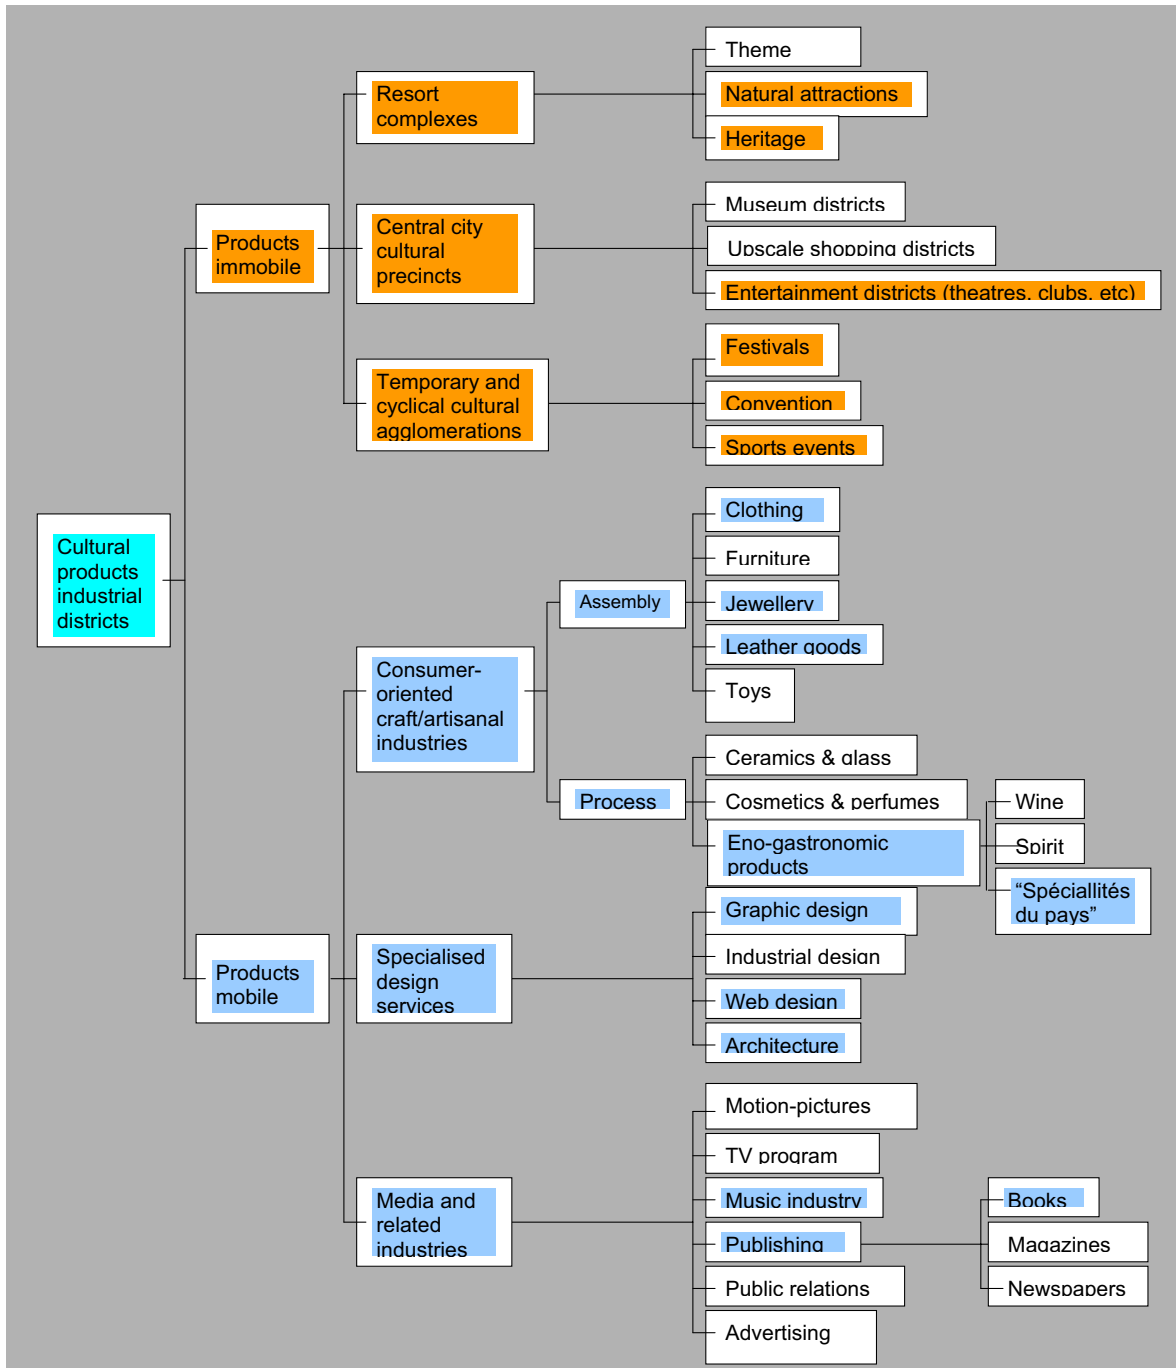 Theme
Resort
complexes
Natural attractions
Heritage
Museum districts
Central city
cultural
precincts
Products
immobile
Upscale shopping districts
Entertainment districts (theatres, clubs, etc)
Festivals
Temporary and
cyclical cultural
agglomerations
Convention
Sports events
Clothing
Cultural
products
industrial
districts
Furniture
Assembly
Jewellery
Leather goods
Consumer-
oriented
craft/artisanal
industries
Toys
Ceramics & glass
Process
Cosmetics & perfumes
Wine
Eno-gastronomic
products
Spirit
“Spéciallités
du pays”
Graphic design
Products
mobile
Specialised
design
services
Industrial design
Web design
Architecture
Motion-pictures
TV program
Media and
related
industries
Music industry
Books
Publishing
Magazines
Public relations
Newspapers
Advertising